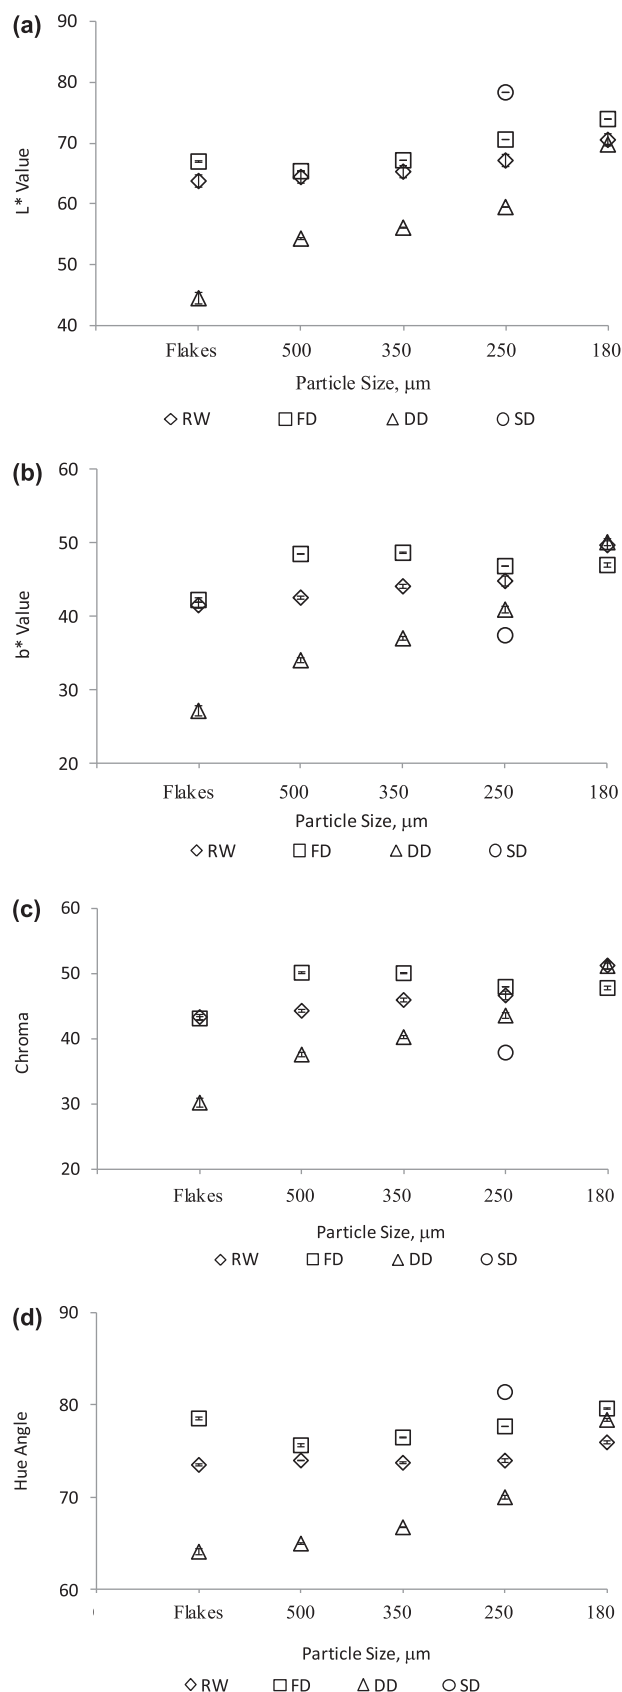 (a)
90
80
70
60
50
40
L* Value
Flakes 500 350 250 180
Particle Size, μm
RW FD DD SD
(b)
60
50
40
30
20
b* Value
Flakes 500 350 250 180
Particle Size, μm
RW FD DD SD
(c)
60
50
40
30
20
Chroma
Flakes 500 350 250 180
Particle Size, μm
RW FD DD SD
(d)
90
80
70
60
Hue Angle
Flakes 500 350 250 180
Particle Size, μm
RW FD DD SD